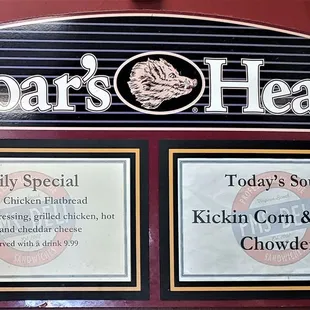 oar's Hea
ily Special
Chicken Flatbread
ressing, grilled chicken, hot
and cheddar cheese
rved with a drink 9.99
Today's Sou
Kickin Corn &
Chowde